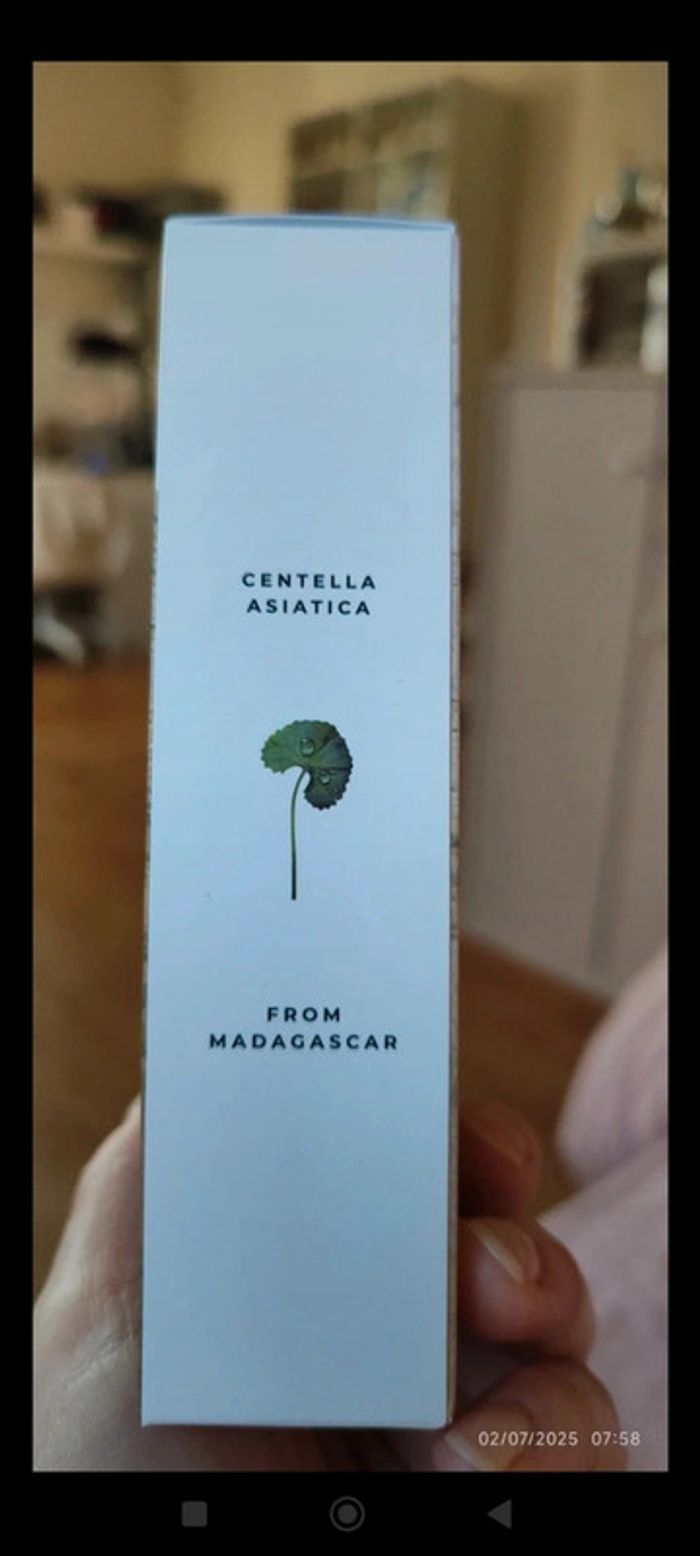 CENTELLA
ASIATICA
FROM
MADAGASCAR
02/07/2025 07:58